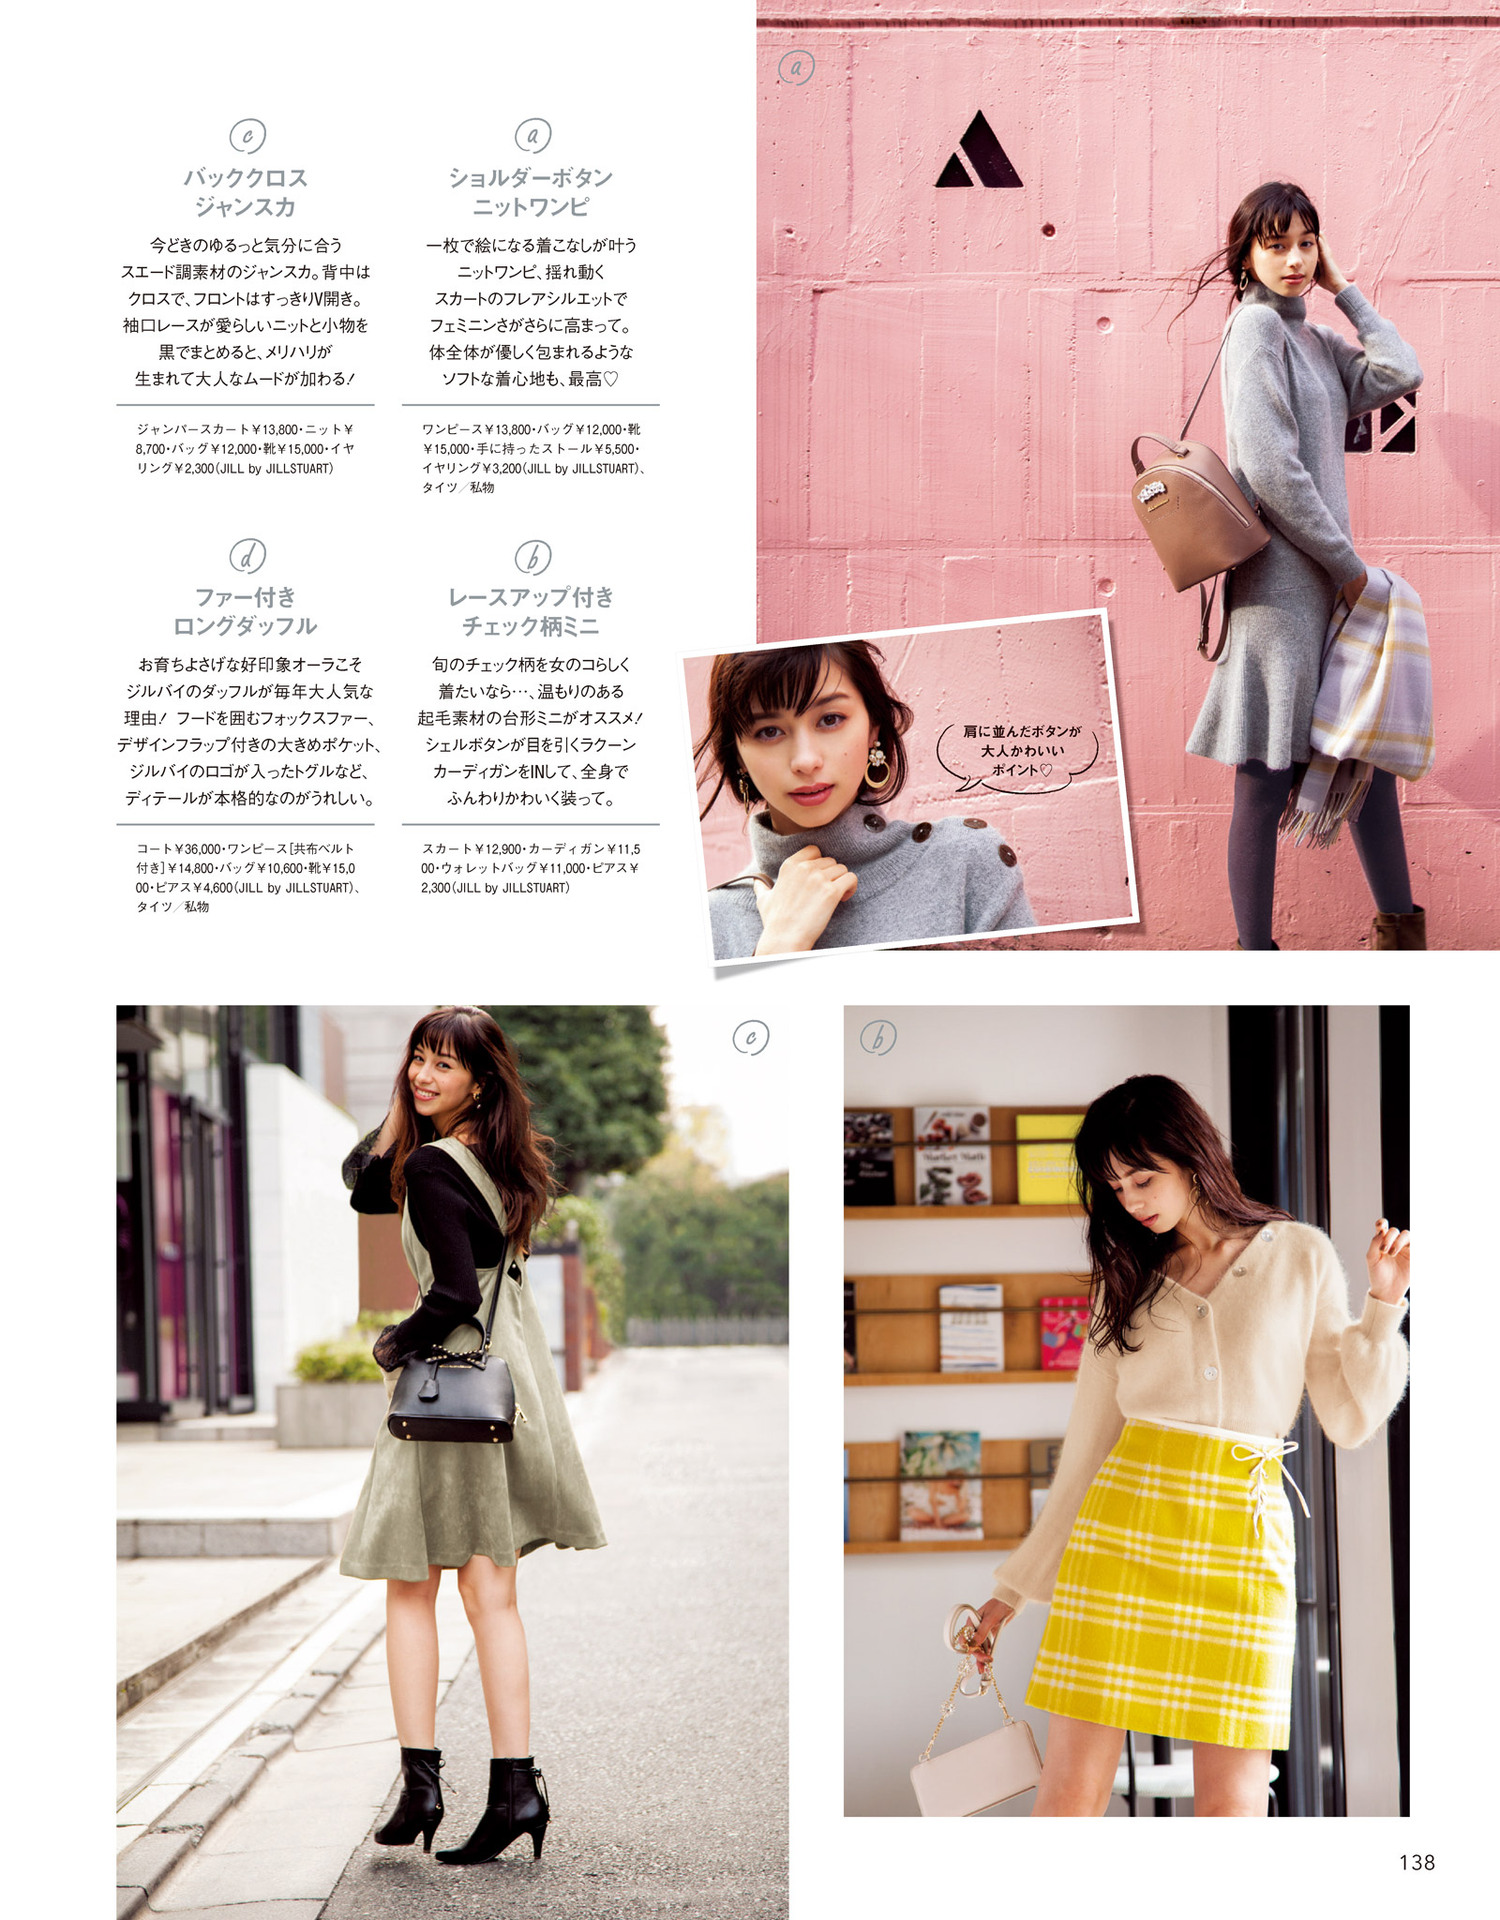 a
ショルダーボタン
ニットワンピ
一枚で絵になる着こなしが叶う
ニットワンピ、揺れ動く
スカートのフレアシルエットで
フェミニンさがさらに高まって。
体全体が優しく包まれるような
ソフトな着心地も、最高♡
ワンピース¥13,800・バッグ¥12,000・靴
¥15,000・手に持ったストール¥5,500・
イヤリング¥3,200(JILL by JILLSTUART)、
タイツ／私物
b
レースアップ付き
チェック柄ミニ
旬のチェック柄を女のコらしく
着たいなら…、温もりのある
起毛素材の台形ミニがオススメ！
シェルボタンが目を引くラクーン
カーディガンをINして、全身で
ふんわりかわいく装って。
スカート¥12,900・カーディガン¥11,5
00・ウォレットバッグ¥11,000・ピアス¥
2,300(JILL by JILLSTUART)
c
バッククロス
ジャンスカ
今どきのゆるっと気分に合う
スエード調素材のジャンスカ。背中は
クロスで、フロントはすっきりV開き。
袖口レースが愛らしいニットと小物を
黒でまとめると、メリハリが
生まれて大人なムードが加わる！
ジャンパースカート¥13,800・ニット¥
8,700・バッグ¥12,000・靴¥15,000・イヤ
リング¥2,300(JILL by JILLSTUART)
d
ファー付き
ロングダッフル
お育ちよさげな好印象オーラこそ
ジルバイのダッフルが毎年大人気な
理由！ フードを囲むフォックスファー、
デザインフラップ付きの大きめポケット、
ジルバイのロゴが入ったトグルなど、
ディテールが本格的なのがうれしい。
コート¥36,000・ワンピース[共布ベルト
付き]¥14,800・バッグ¥10,600・靴¥15,0
00・ピアス¥4,600(JILL by JILLSTUART)、
タイツ／私物
a
肩に並んだボタンが
大人かわいい
ポイント♡
c
b
138